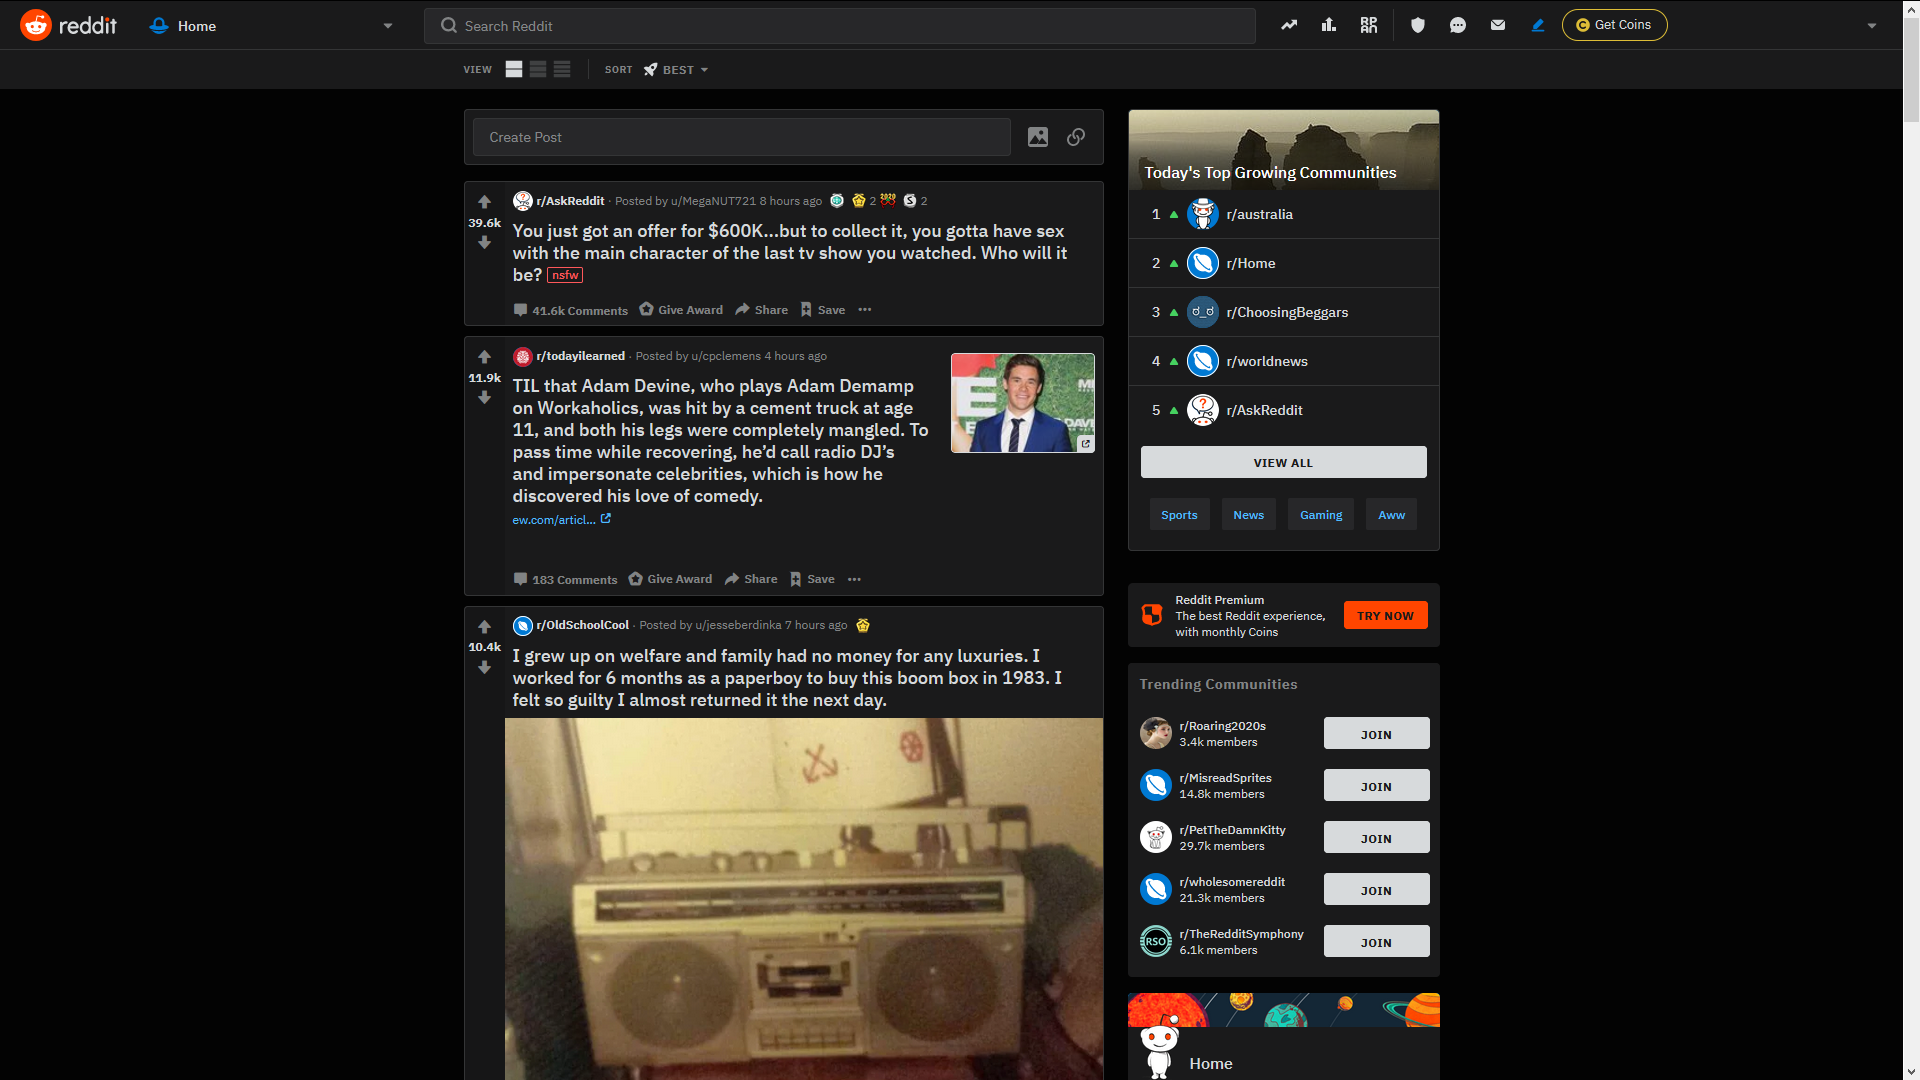 reddit
Home
Search Reddit
RPAN
Get Coins
VIEW
SORT
BEST
Create Post
39.6k
r/AskReddit · Posted by u/MegaNUT721 8 hours ago 2 2020 S 2
You just got an offer for $600K...but to collect it, you gotta have sex
with the main character of the last tv show you watched. Who will it
be? nsfw
41.6k Comments Give Award Share Save
11.9k
r/todayilearned · Posted by u/cpclemens 4 hours ago
TIL that Adam Devine, who plays Adam Demamp
on Workaholics, was hit by a cement truck at age
11, and both his legs were completely mangled. To
pass time while recovering, he’d call radio DJ’s
and impersonate celebrities, which is how he
discovered his love of comedy.
ew.com/articl...
183 Comments Give Award Share Save
10.4k
r/OldSchoolCool · Posted by u/jesseberdinka 7 hours ago
I grew up on welfare and family had no money for any luxuries. I
worked for 6 months as a paperboy to buy this boom box in 1983. I
felt so guilty I almost returned it the next day.
Today's Top Growing Communities
1 r/australia
2 r/Home
3 r/ChoosingBeggars
4 r/worldnews
5 r/AskReddit
VIEW ALL
Sports News Gaming Aww
Reddit Premium
The best Reddit experience,
with monthly Coins
TRY NOW
Trending Communities
r/Roaring2020s
3.4k members
JOIN
r/MisreadSprites
14.8k members
JOIN
r/PetTheDamnKitty
29.7k members
JOIN
r/wholesomereddit
21.3k members
JOIN
RSO
r/TheRedditSymphony
6.1k members
JOIN
Home